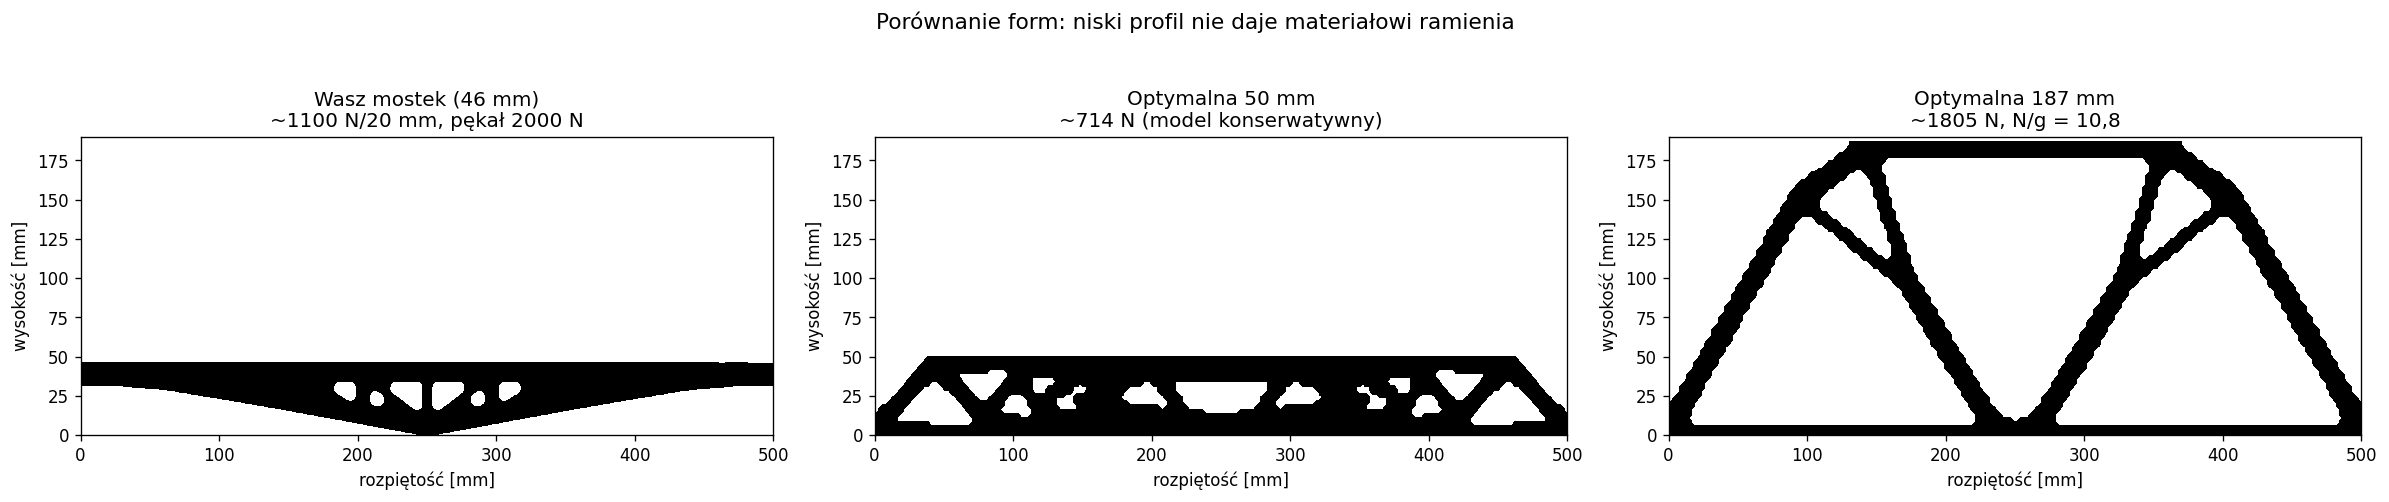 Porównanie form: niski profil nie daje materiałowi ramienia
Wasz mostek (46 mm)
~1100 N/20 mm, pękał 2000 N
175
150
125
100
75
50
25
0
wysokość [mm]
0 100 200 300 400 500
rozpiętość [mm]
Optymalna 50 mm
~714 N (model konserwatywny)
175
150
125
100
75
50
25
0
wysokość [mm]
0 100 200 300 400 500
rozpiętość [mm]
Optymalna 187 mm
~1805 N, N/g = 10,8
175
150
125
100
75
50
25
0
wysokość [mm]
0 100 200 300 400 500
rozpiętość [mm]